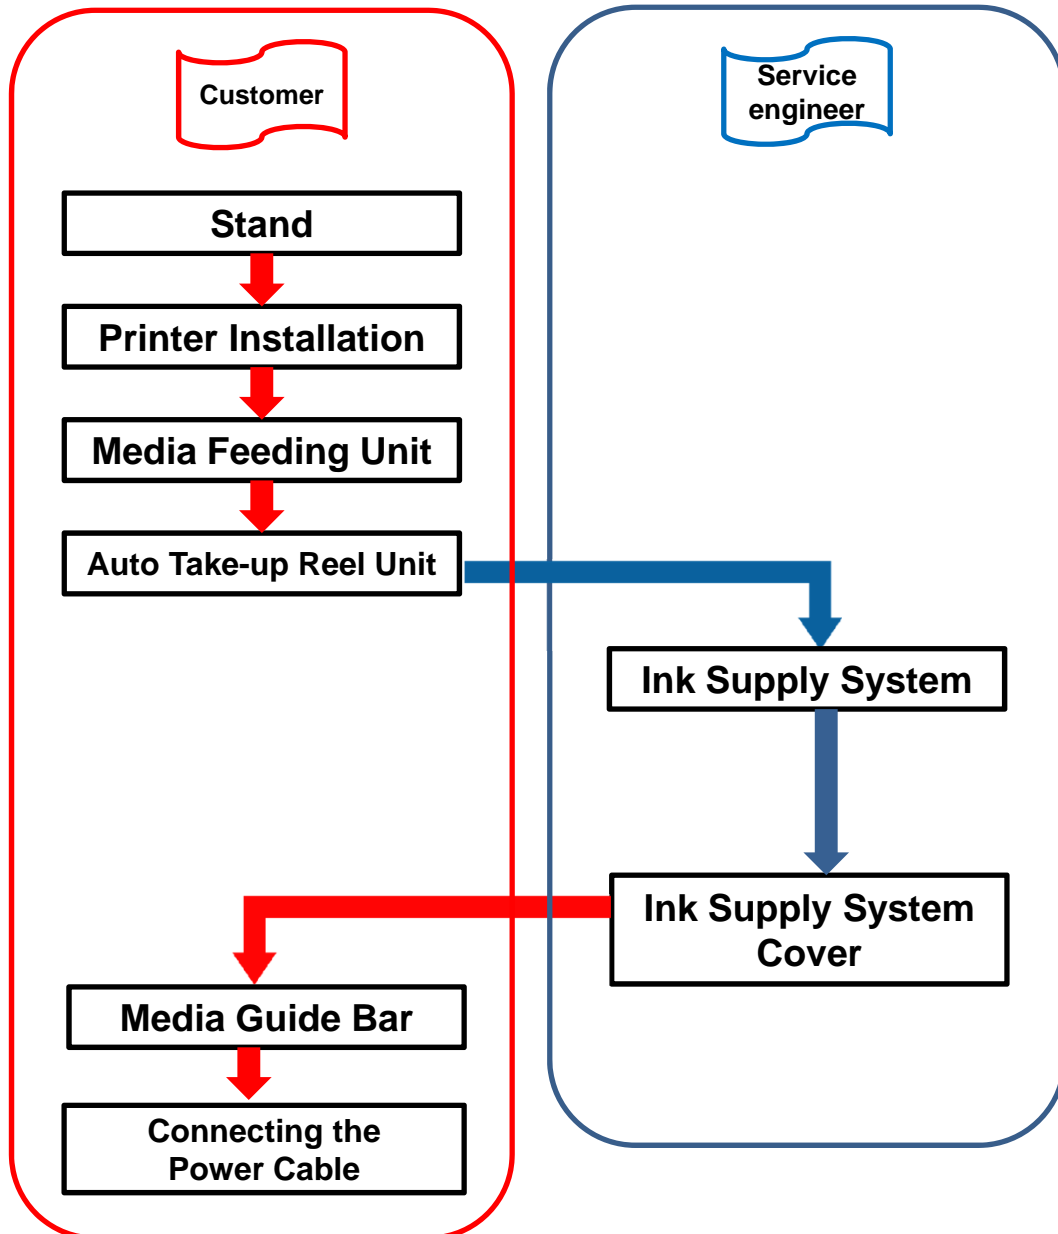 Customer
Service
engineer
Stand
Printer Installation
Media Feeding Unit
Auto Take-up Reel Unit
Ink Supply System
Ink Supply System
Cover
Media Guide Bar
Connecting the
Power Cable